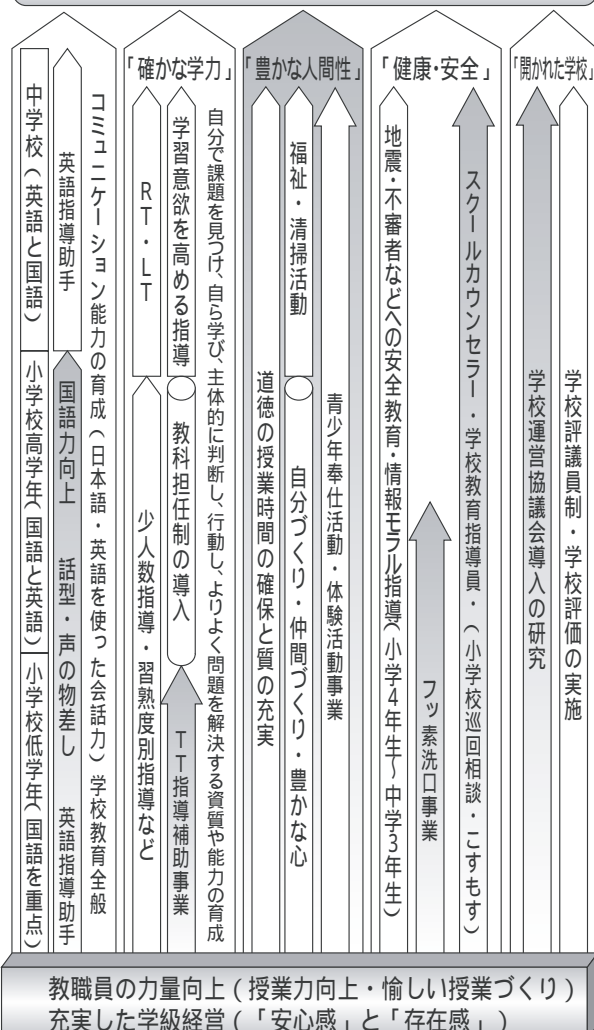 「確かな学力」
「豊かな人間性」
「健康・安全」
「開かれた学校」
中学校（英語と国語）
小学校高学年（国語と英語）
小学校低学年（国語を重点）
英語指導助手
国語力向上　話型・声の物差し　英語指導助手
コミュニケーション能力の育成（日本語・英語を使った会話力）学校教育全般
RT・LT
少人数指導・習熟度別指導など
学習意欲を高める指導
教科担任制の導入
TT指導補助事業
自分で課題を見つけ、自ら学び、主体的に判断し、行動し、よりよく問題を解決する資質や能力の育成
道徳の授業時間の確保と質の充実
福祉・清掃活動
自分づくり・仲間づくり・豊かな心
青少年奉仕活動・体験活動事業
地震・不審者などへの安全教育・情報モラル指導（小学4年生～中学3年生）
フッ素洗口事業
スクールカウンセラー・学校教育指導員・（小学校巡回相談・こすもす）
学校運営協議会導入の研究
学校評議員制・学校評価の実施
教職員の力量向上（授業力向上・愉しい授業づくり）
充実した学級経営（「安心感」と「存在感」）